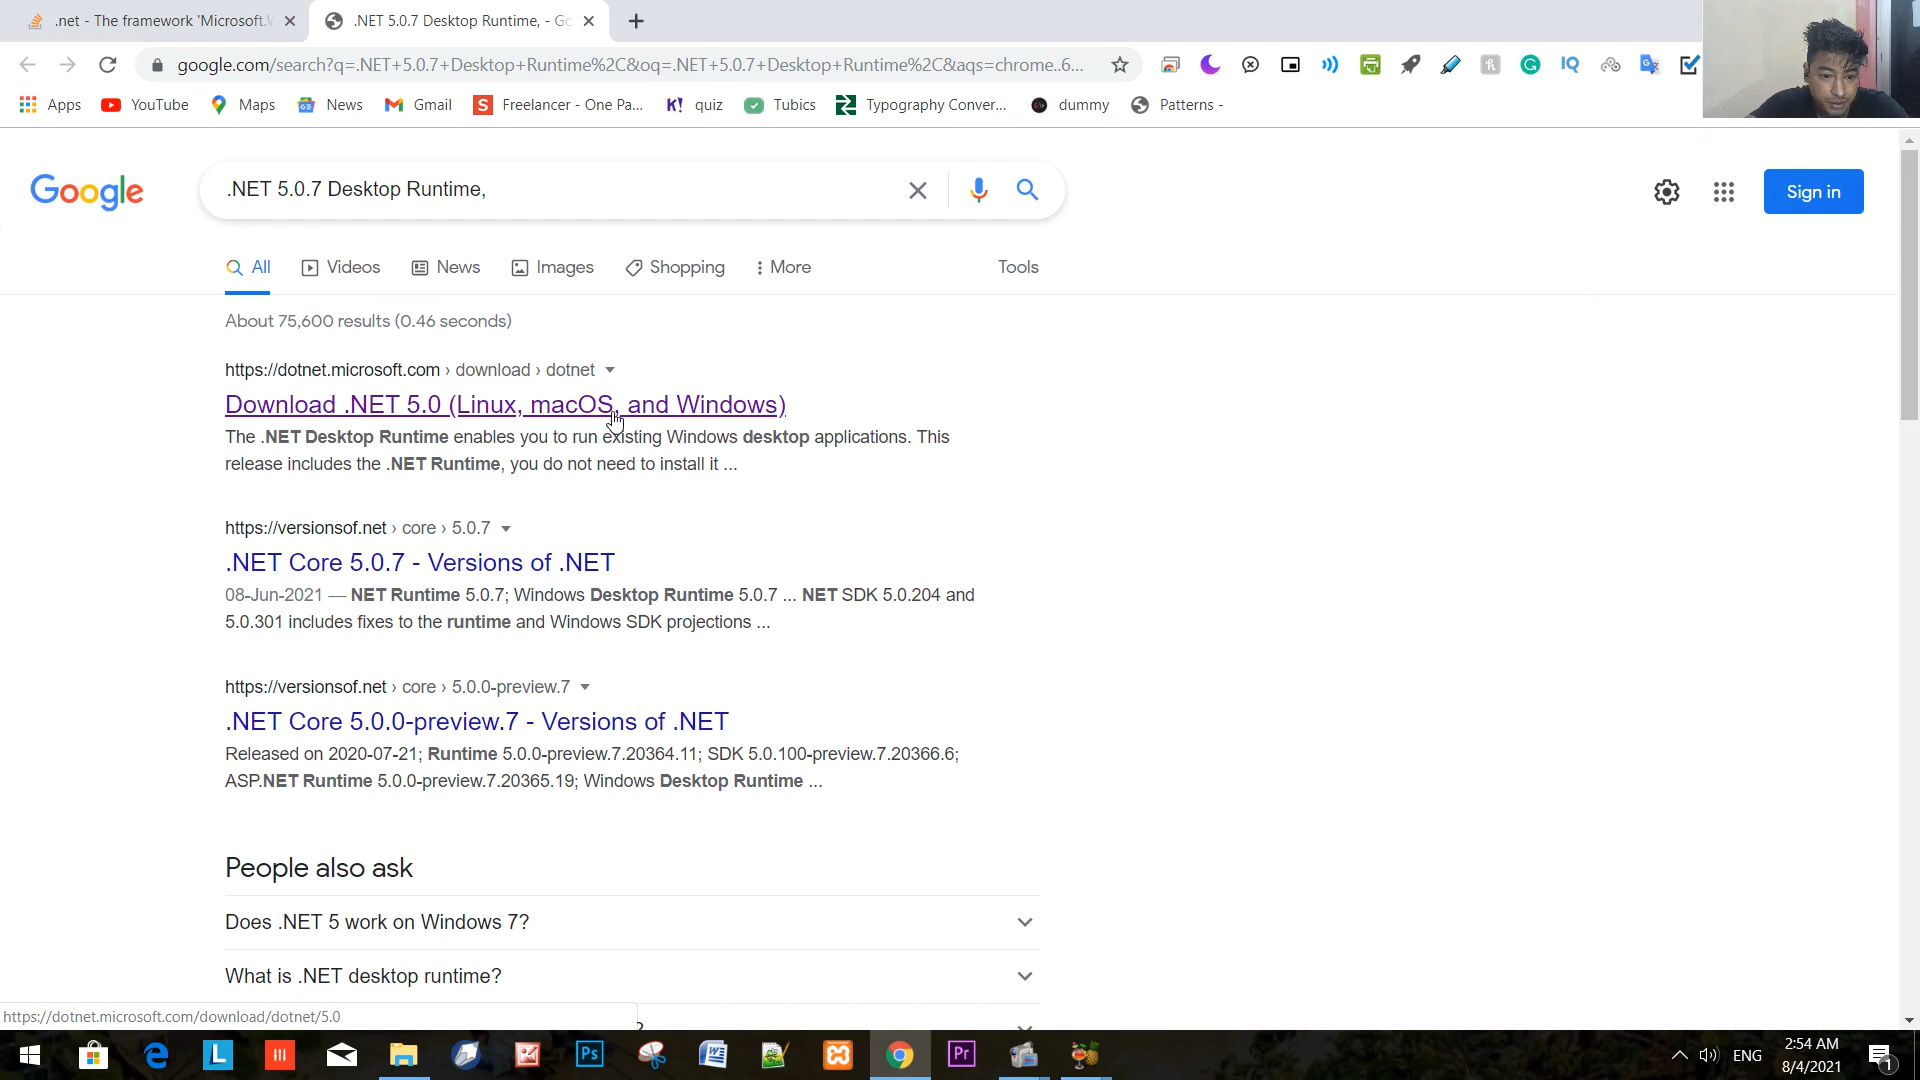 .net - The framework 'Microsoft.
.NET 5.0.7 Desktop Runtime, - Go
google.com/search?q=.NET+5.0.7+Desktop+Runtime%2C&oq=.NET+5.0.7+Desktop+Runtime%2C&aqs=chrome..6...
Apps
YouTube
Maps
News
Gmail
S
Freelancer - One Pa...
K!
quiz
Tubics
Typography Conver...
dummy
Patterns -
Google
.NET 5.0.7 Desktop Runtime,
Sign in
All
Videos
News
Images
Shopping
More
Tools
About 75,600 results (0.46 seconds)
https://dotnet.microsoft.com › download › dotnet
Download .NET 5.0 (Linux, macOS, and Windows)
The .NET Desktop Runtime enables you to run existing Windows desktop applications. This
release includes the .NET Runtime, you do not need to install it ...
https://versionsof.net › core › 5.0.7
.NET Core 5.0.7 - Versions of .NET
08-Jun-2021 — NET Runtime 5.0.7; Windows Desktop Runtime 5.0.7 ... NET SDK 5.0.204 and
5.0.301 includes fixes to the runtime and Windows SDK projections ...
https://versionsof.net › core › 5.0.0-preview.7
.NET Core 5.0.0-preview.7 - Versions of .NET
Released on 2020-07-21; Runtime 5.0.0-preview.7.20364.11; SDK 5.0.100-preview.7.20366.6;
ASP.NET Runtime 5.0.0-preview.7.20365.19; Windows Desktop Runtime ...
People also ask
Does .NET 5 work on Windows 7?
What is .NET desktop runtime?
https://dotnet.microsoft.com/download/dotnet/5.0
L
Ps
Pr
ENG
2:54 AM
8/4/2021
1